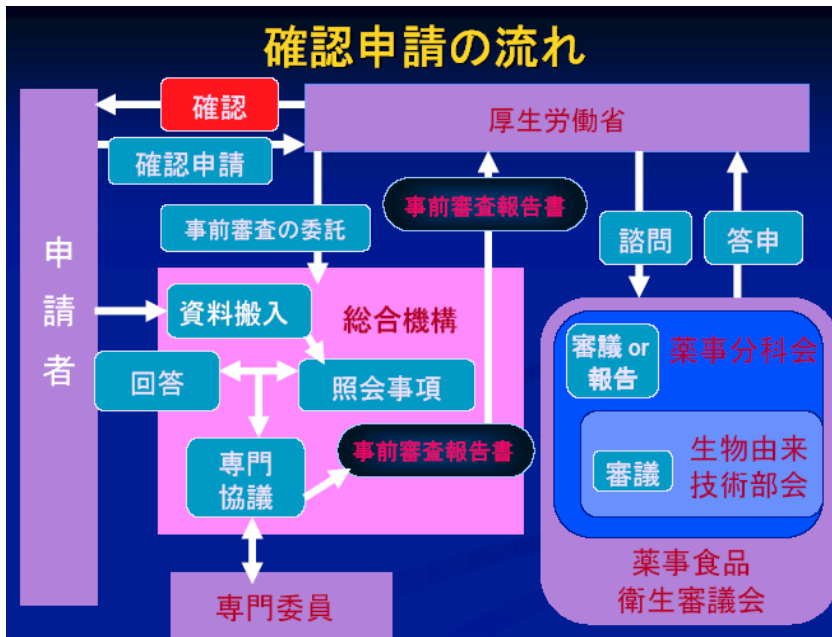 確認申請の流れ
確認
厚生労働省
確認申請
事前審査報告書
事前審査の委託
諮問
答申
申
請
者
資料搬入
総合機構
審議 or
報告
薬事分科会
回答
照会事項
専門
協議
事前審査報告書
審議
生物由来
技術部会
薬事食品
衛生審議会
専門委員